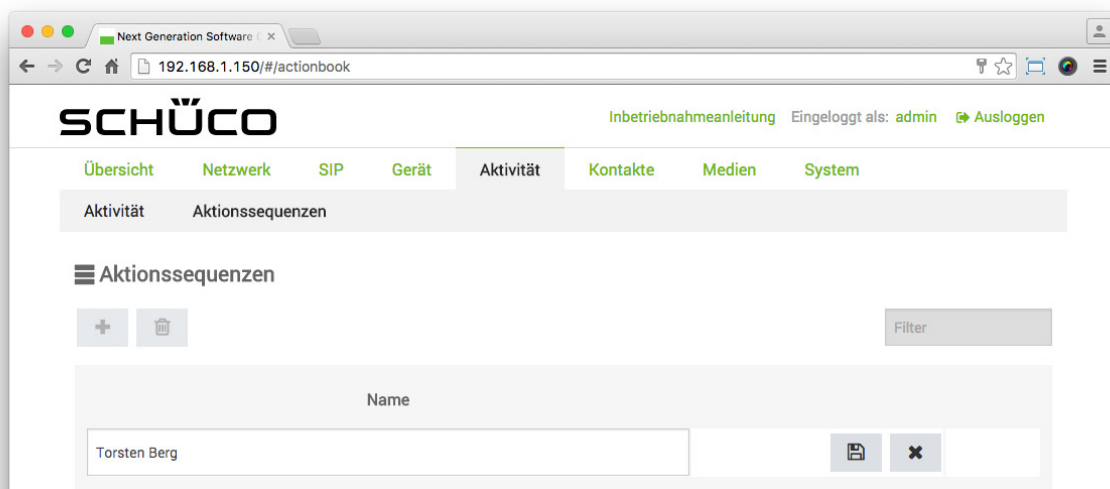 Next Generation Software
192.168.1.150/#/actionbook
SCHÜCO
Inbetriebnahmeanleitung Eingeloggt als: admin Ausloggen
Übersicht Netzwerk SIP Gerät Aktivität Kontakte Medien System
Aktivität Aktionssequenzen
Aktionssequenzen
Filter
Name
Torsten Berg